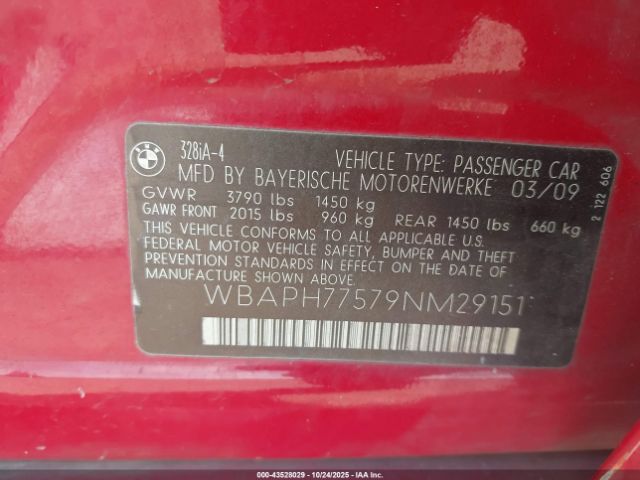 BMW
328iA-4
VEHICLE TYPE: PASSENGER CAR
MFD BY BAYERISCHE MOTORENWERKE 03/09
GVWR 3790 lbs 1450 kg
GAWR FRONT 2015 lbs 960 kg REAR 1450 lbs 660 kg
THIS VEHICLE CONFORMS TO ALL APPLICABLE U.S.
FEDERAL MOTOR VEHICLE SAFETY, BUMPER AND THEFT
PREVENTION STANDARDS IN EFFECT ON THE DATE OF
MANUFACTURE SHOWN ABOVE.
WBAPH77579NM29151
2 122 606
000-43528029 - 10/24/2025 - IAAI.COM